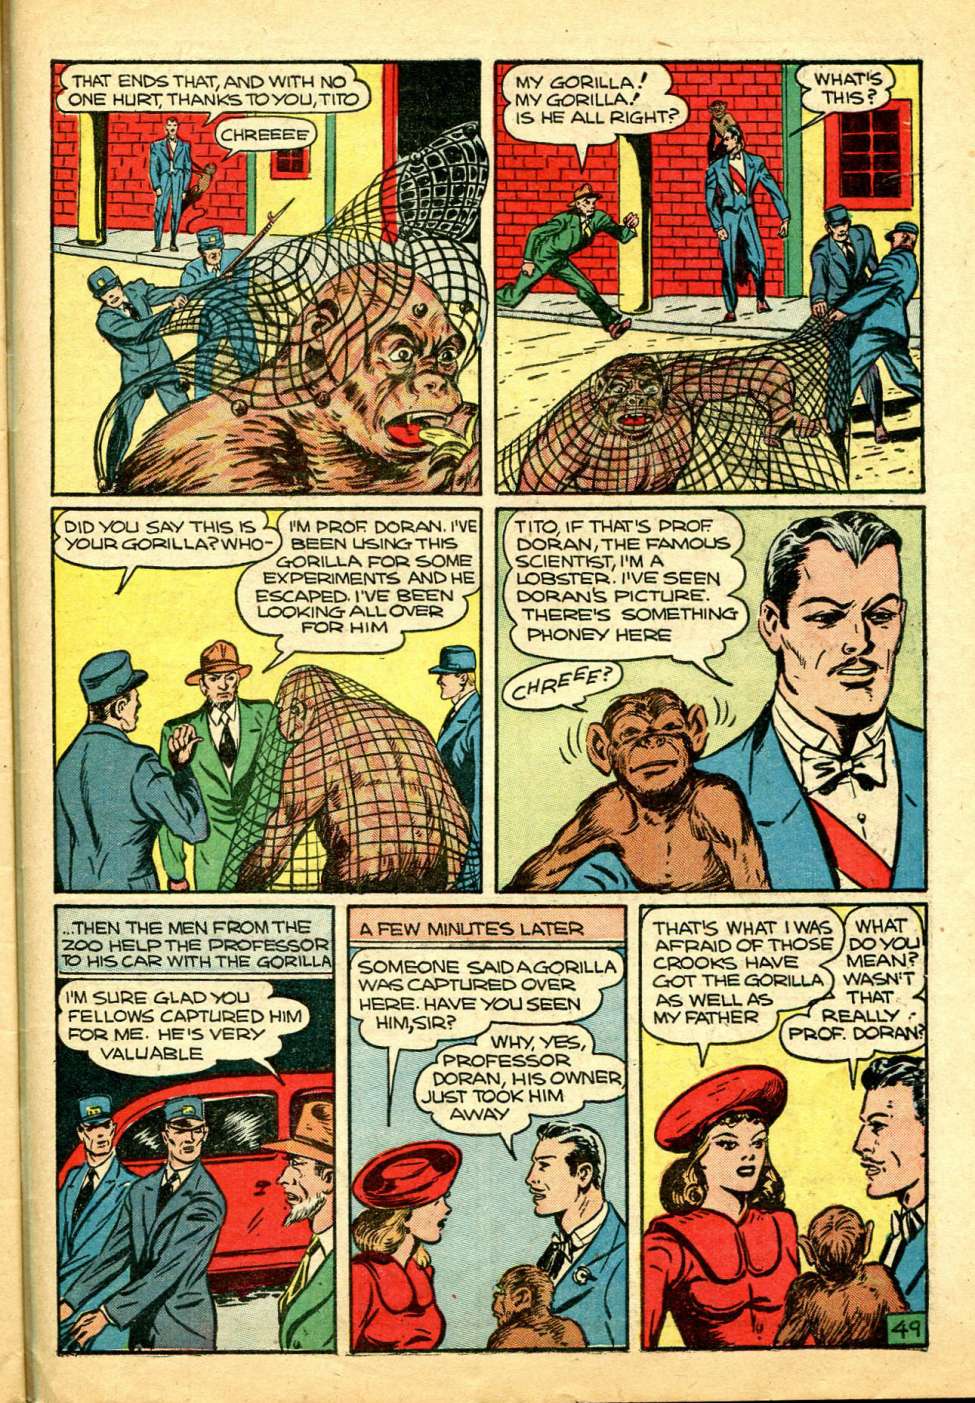 THAT ENDS THAT, AND WITH NO
ONE HURT, THANKS TO YOU, TITO
CHREEEE
MY GORILLA!
MY GORILLA!
IS HE ALL RIGHT?
WHAT'S
THIS?
DID YOU SAY THIS IS
YOUR GORILLA? WHO-
I'M PROF. DORAN. I'VE
BEEN USING THIS
GORILLA FOR SOME
EXPERIMENTS AND HE
ESCAPED. I'VE BEEN
LOOKING ALL OVER
FOR HIM
TITO, IF THAT'S PROF.
DORAN, THE FAMOUS
SCIENTIST, I'M A
LOBSTER. I'VE SEEN
DORAN'S PICTURE.
THERE'S SOMETHING
PHONEY HERE
CHREEE?
...THEN THE MEN FROM THE
ZOO HELP THE PROFESSOR
TO HIS CAR WITH THE GORILLA
I'M SURE GLAD YOU
FELLOWS CAPTURED HIM
FOR ME. HE'S VERY
VALUABLE
A FEW MINUTES LATER
SOMEONE SAID A GORILLA
WAS CAPTURED OVER
HERE. HAVE YOU SEEN
HIM, SIR?
WHY, YES,
PROFESSOR
DORAN, HIS OWNER,
JUST TOOK HIM
AWAY
THAT'S WHAT I WAS
AFRAID OF THOSE
CROOKS HAVE
GOT THE GORILLA
AS WELL AS
MY FATHER
WHAT
DO YOU
MEAN?
WASN'T
THAT
REALLY
PROF. DORAN?
49